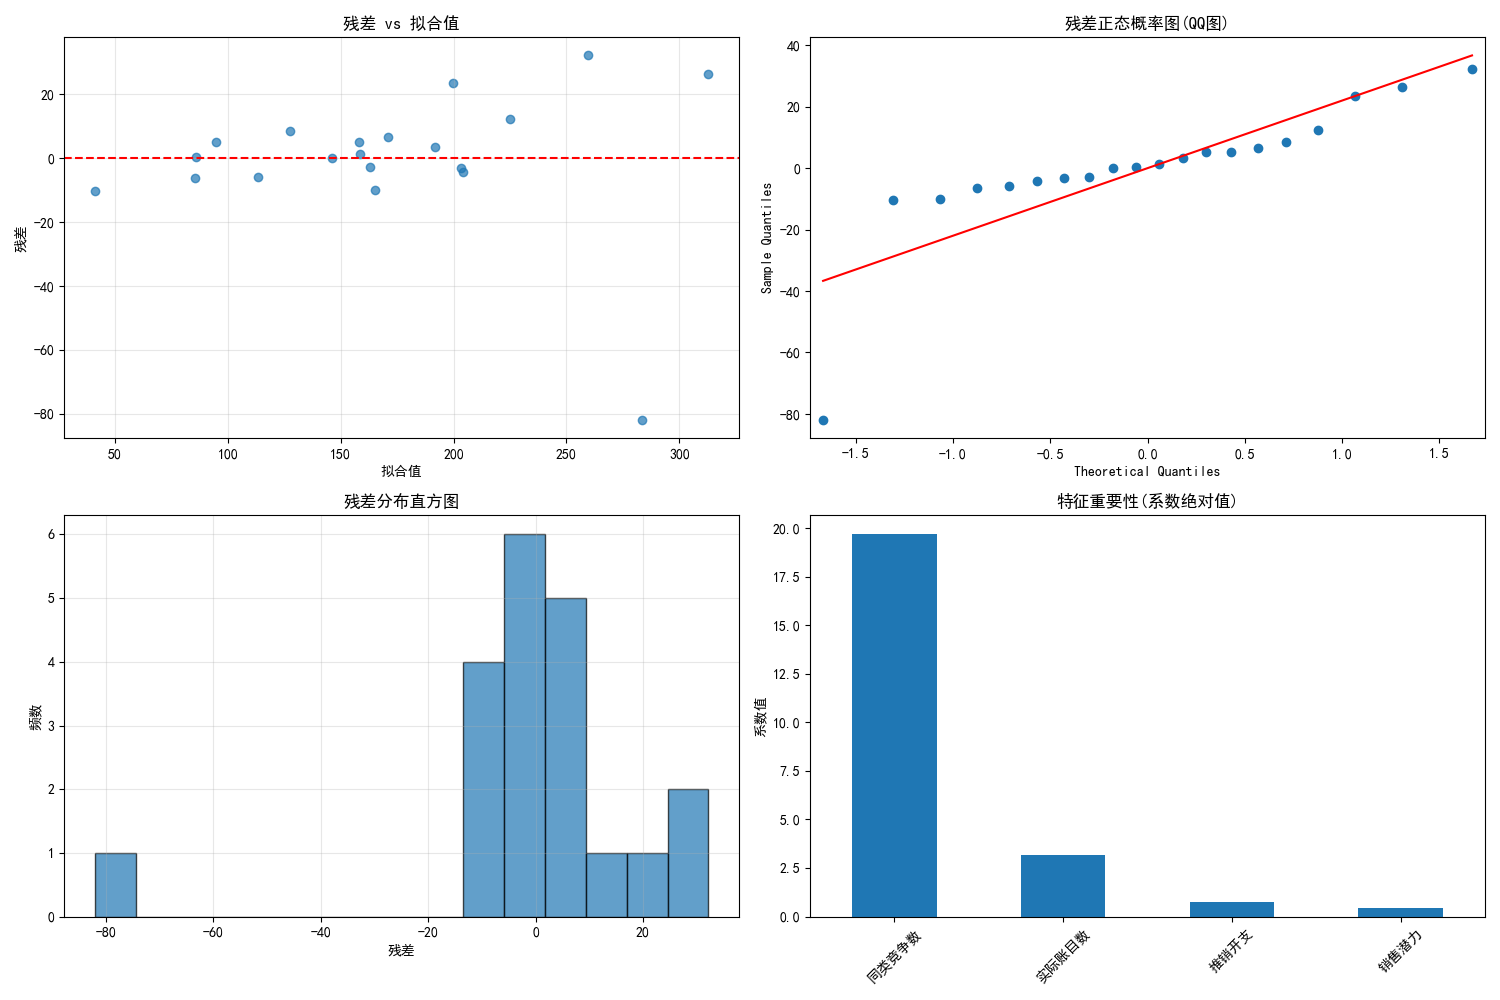 残差 vs 拟合值
20
0
−20
−40
−60
−80
残差
50 100 150 200 250 300
拟合值
残差正态概率图(QQ图)
40
20
0
−20
−40
−60
−80
Sample Quantiles
−1.5 −1.0 −0.5 0.0 0.5 1.0 1.5
Theoretical Quantiles
残差分布直方图
6
5
4
3
2
1
0
频数
−80 −60 −40 −20 0 20
残差
特征重要性(系数绝对值)
20.0
17.5
15.0
12.5
10.0
7.5
5.0
2.5
0.0
系数值
同类竞争数
实际账目数
推销开支
销售潜力